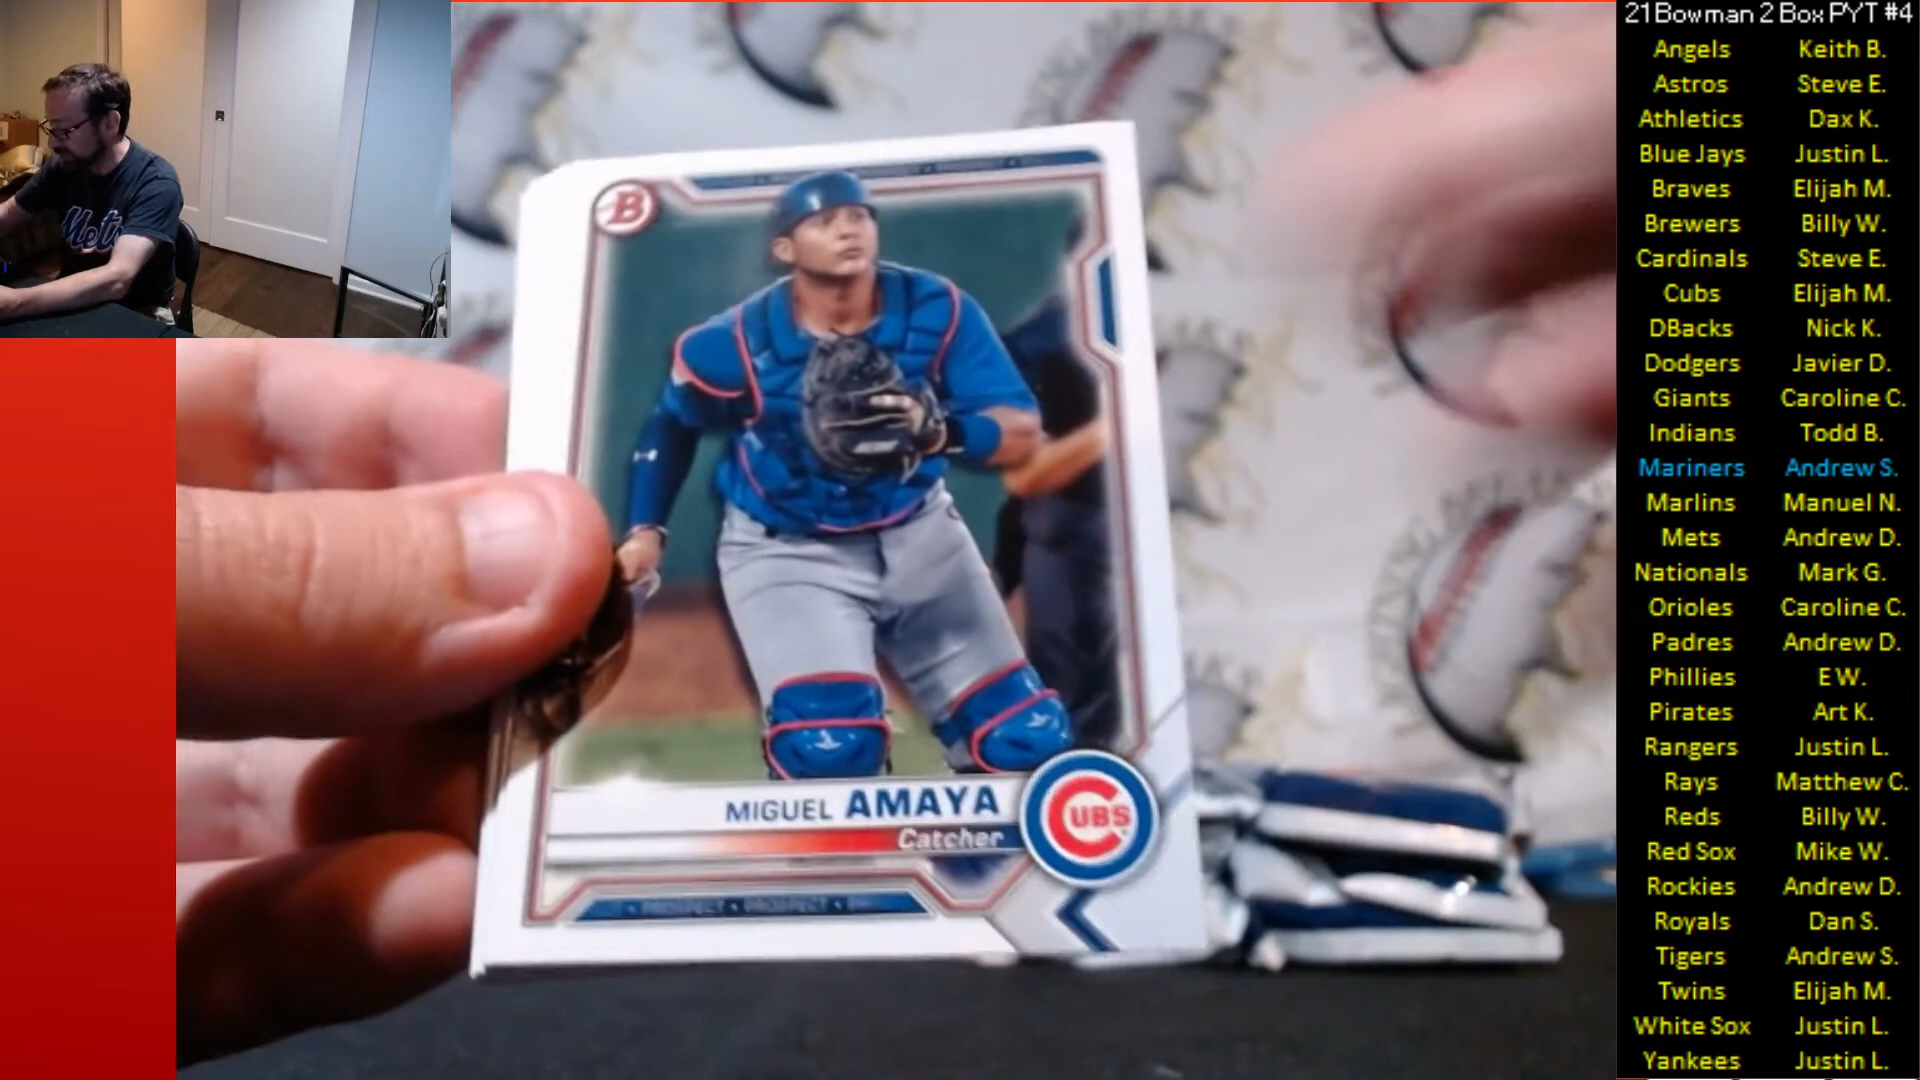 21 Bowman 2 Box PYT #4
Angels Keith B.
Astros Steve E.
Athletics Dax K.
Blue Jays Justin L.
Braves Elijah M.
Brewers Billy W.
Cardinals Steve E.
Cubs Elijah M.
DBacks Nick K.
Dodgers Javier D.
Giants Caroline C.
Indians Todd B.
Mariners Andrew S.
Marlins Manuel N.
Mets Andrew D.
Nationals Mark G.
Orioles Caroline C.
Padres Andrew D.
Phillies E W.
Pirates Art K.
Rangers Justin L.
Rays Matthew C.
Reds Billy W.
Red Sox Mike W.
Rockies Andrew D.
Royals Dan S.
Tigers Andrew S.
Twins Elijah M.
White Sox Justin L.
Yankees Justin L.
Mets
B
MIGUEL AMAYA
Catcher
CUBS
PROSPECT • PROSPECT